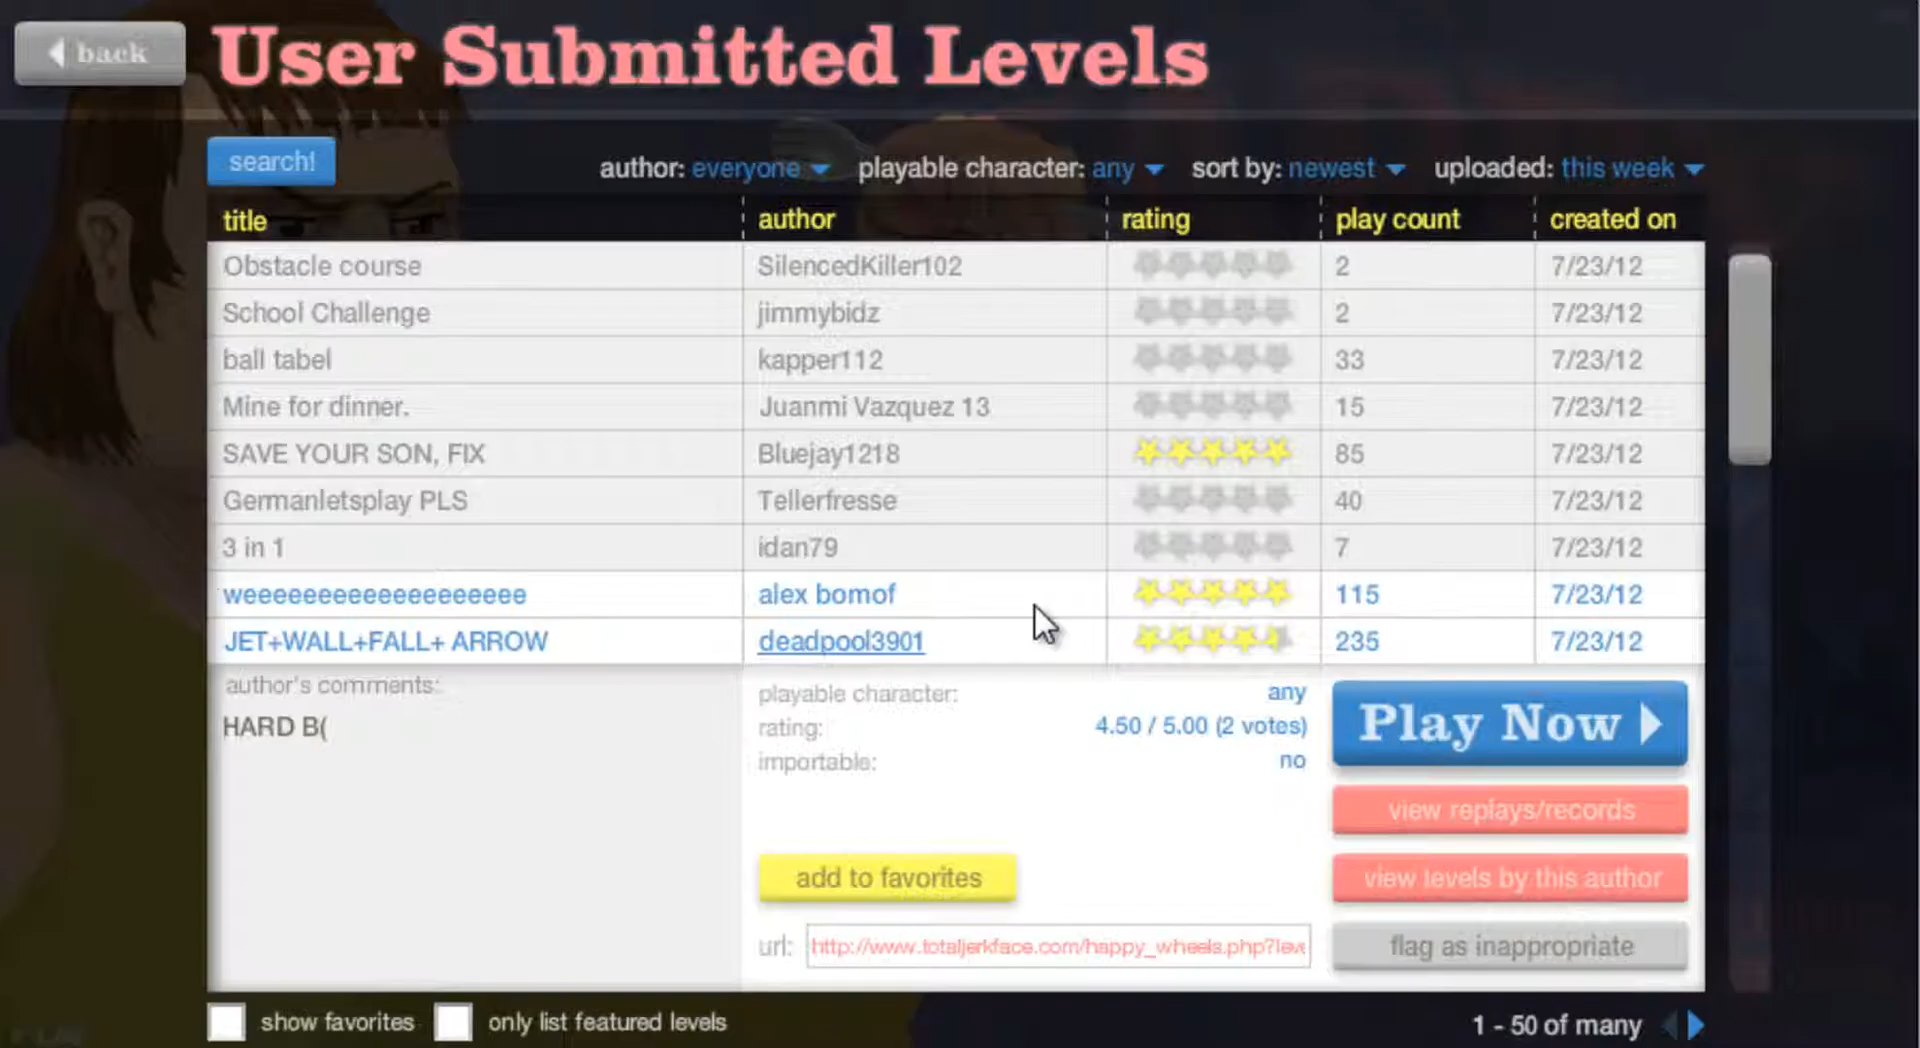 back
User Submitted Levels
search!
author: everyone playable character: any sort by: newest uploaded: this week
title author rating play count created on
Obstacle course SilencedKiller102 2 7/23/12
School Challenge jimmybidz 2 7/23/12
ball tabel kapper112 33 7/23/12
Mine for dinner. Juanmi Vazquez 13 15 7/23/12
SAVE YOUR SON, FIX Bluejay1218 85 7/23/12
Germanletsplay PLS Tellerfresse 40 7/23/12
3 in 1 idan79 7 7/23/12
weeeeeeeeeeeeeeeeeee alex bomof 115 7/23/12
JET+WALL+FALL+ ARROW deadpool3901 235 7/23/12
author's comments:
HARD B(
playable character: any
rating: 4.50 / 5.00 (2 votes)
importable: no
add to favorites
url: http://www.totaljerkface.com/happy_wheels.php?leve
Play Now
view replays/records
view levels by this author
flag as inappropriate
show favorites only list featured levels
1 - 50 of many